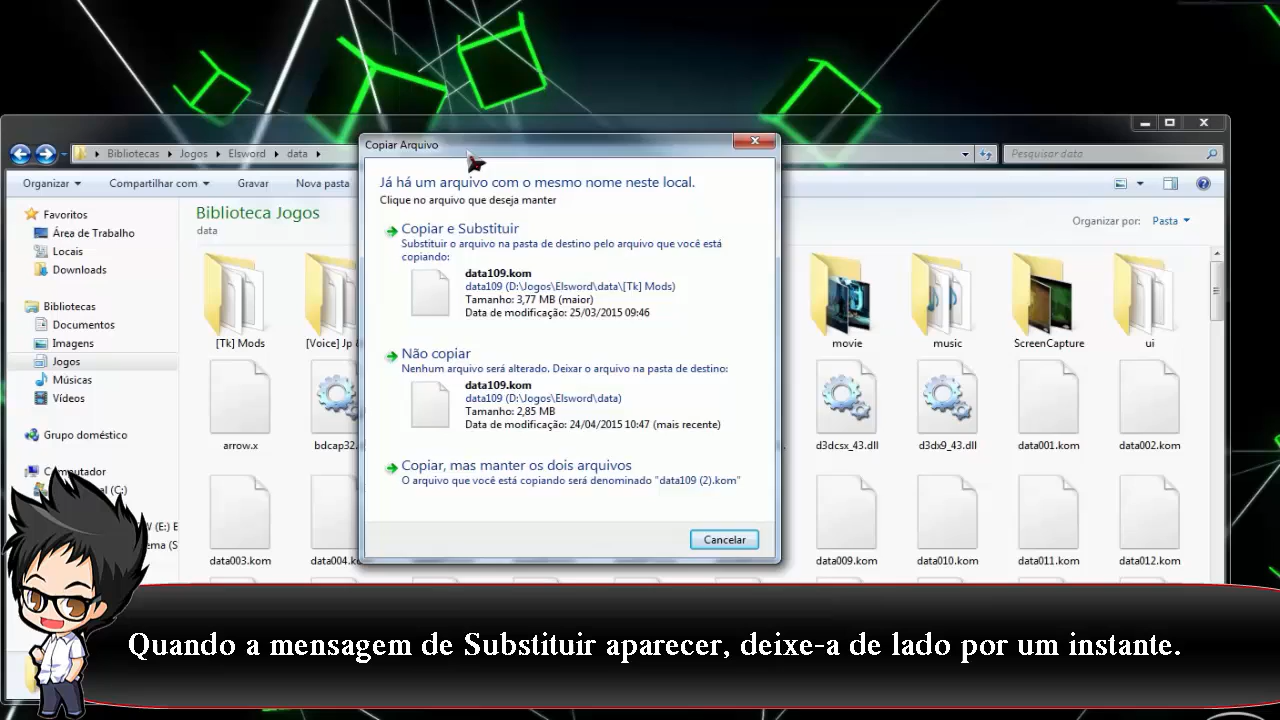 Copiar Arquivo
Bibliotecas
Jogos
Elsword
data
Pesquisar data
Organizar
Compartilhar com
Gravar
Nova pasta
Favoritos
Área de Trabalho
Locais
Downloads
Bibliotecas
Documentos
Imagens
Jogos
Músicas
Vídeos
Grupo doméstico
Computador
(C:)
(E:) E
Biblioteca Jogos
data
Organizar por:
Pasta
Já há um arquivo com o mesmo nome neste local.
Clique no arquivo que deseja manter
Copiar e Substituir
Substituir o arquivo na pasta de destino pelo arquivo que você está
copiando:
data109.kom
data109 (D:\Jogos\Elsword\data\[Tk] Mods)
Tamanho: 3,77 MB (maior)
Data de modificação: 25/03/2015 09:46
Não copiar
Nenhum arquivo será alterado. Deixar o arquivo na pasta de destino:
data109.kom
data109 (D:\Jogos\Elsword\data)
Tamanho: 2,85 MB
Data de modificação: 24/04/2015 10:47 (mais recente)
Copiar, mas manter os dois arquivos
O arquivo que você está copiando será denominado "data109 (2).kom"
Cancelar
[Tk] Mods
[Voice] Jp &
movie
music
ScreenCapture
ui
arrow.x
bdcap32.
d3dcsx_43.dll
d3dx9_43.dll
data001.kom
data002.kom
data003.kom
data004.k
data009.kom
data010.kom
data011.kom
data012.kom
Quando a mensagem de Substituir aparecer, deixe-a de lado por um instante.